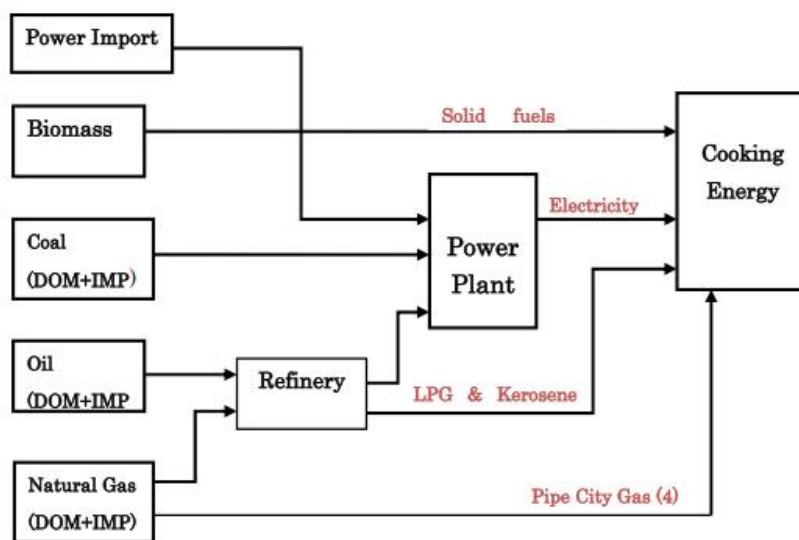 Power Import
Biomass
Solid fuels
Cooking
Energy
Electricity
Power
Plant
Coal
(DOM+IMP)
Oil
(DOM+IMP
Refinery
LPG & Kerosene
Natural Gas
(DOM+IMP)
Pipe City Gas (4)